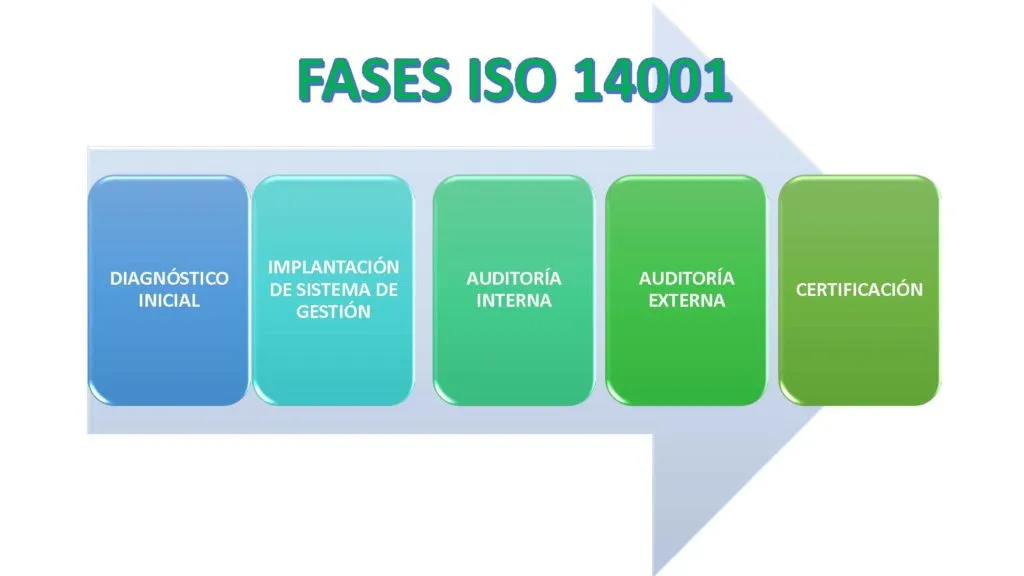 FASES ISO 14001
DIAGNÓSTICO
INICIAL
IMPLANTACIÓN
DE SISTEMA DE
GESTIÓN
AUDITORÍA
INTERNA
AUDITORÍA
EXTERNA
CERTIFICACIÓN